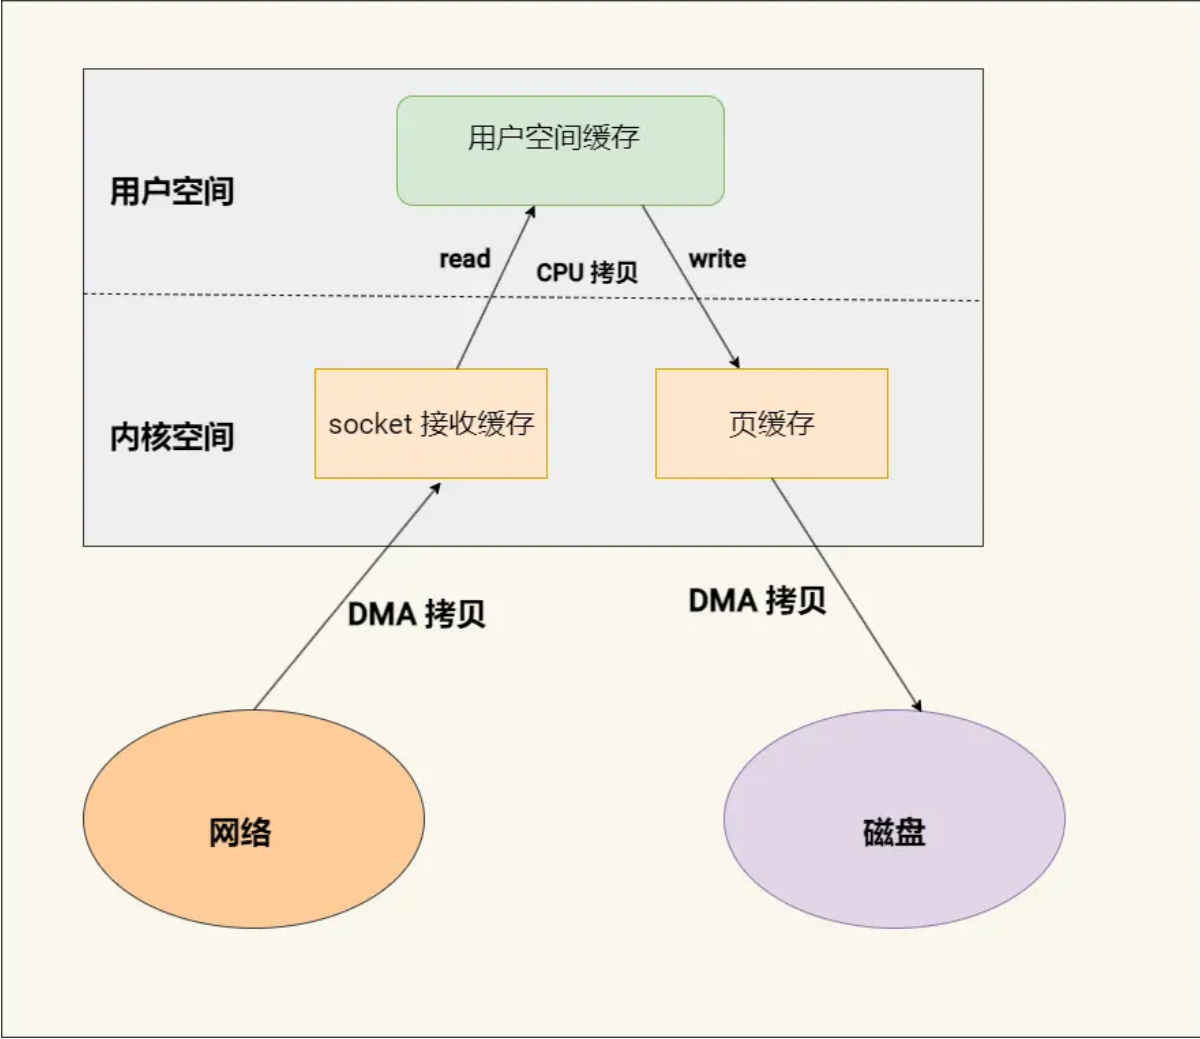 用户空间缓存
用户空间
read
CPU 拷贝
write
内核空间
socket 接收缓存
页缓存
DMA 拷贝
DMA 拷贝
网络
磁盘